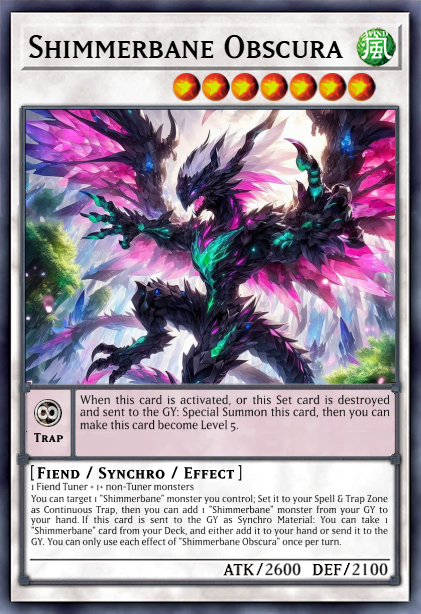 SHIMMERBANE OBSCURA
WIND
風
TRAP
When this card is activated, or this Set card is destroyed
and sent to the GY: Special Summon this card, then you can
make this card become Level 5.
[ FIEND / SYNCHRO / EFFECT ]
1 Fiend Tuner + 1+ non-Tuner monsters
You can target 1 "Shimmerbane" monster you control; Set it to your Spell & Trap Zone
as Continuous Trap, then you can add 1 "Shimmerbane" monster from your GY to
your hand. If this card is sent to the GY as Synchro Material: You can take 1
"Shimmerbane" card from your Deck, and either add it to your hand or send it to the
GY. You can only use each effect of "Shimmerbane Obscura" once per turn.
ATK/2600 DEF/2100